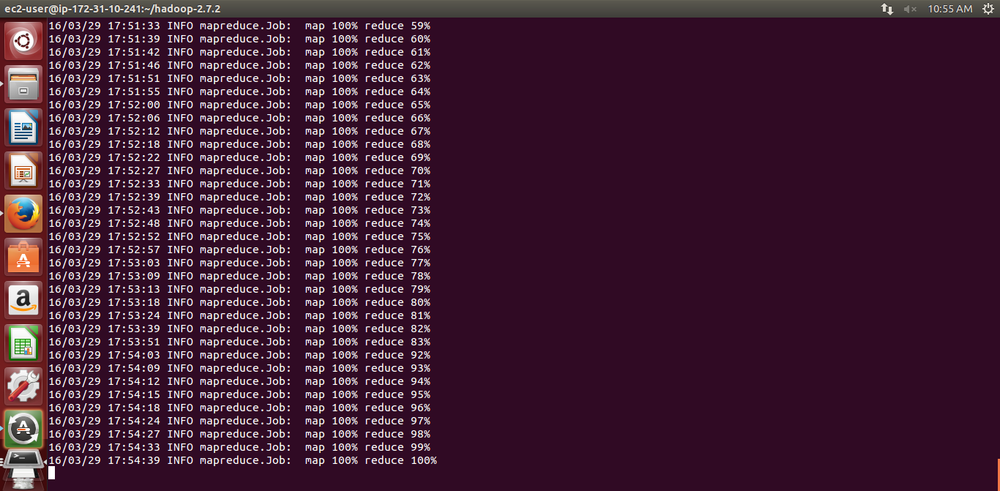 ec2-user@ip-172-31-10-241:~/hadoop-2.7.2
10:55 AM
16/03/29 17:51:33 INFO mapreduce.Job:  map 100% reduce 59%
16/03/29 17:51:39 INFO mapreduce.Job:  map 100% reduce 60%
16/03/29 17:51:42 INFO mapreduce.Job:  map 100% reduce 61%
16/03/29 17:51:46 INFO mapreduce.Job:  map 100% reduce 62%
16/03/29 17:51:51 INFO mapreduce.Job:  map 100% reduce 63%
16/03/29 17:51:55 INFO mapreduce.Job:  map 100% reduce 64%
16/03/29 17:52:00 INFO mapreduce.Job:  map 100% reduce 65%
16/03/29 17:52:06 INFO mapreduce.Job:  map 100% reduce 66%
16/03/29 17:52:12 INFO mapreduce.Job:  map 100% reduce 67%
16/03/29 17:52:18 INFO mapreduce.Job:  map 100% reduce 68%
16/03/29 17:52:22 INFO mapreduce.Job:  map 100% reduce 69%
16/03/29 17:52:27 INFO mapreduce.Job:  map 100% reduce 70%
16/03/29 17:52:33 INFO mapreduce.Job:  map 100% reduce 71%
16/03/29 17:52:39 INFO mapreduce.Job:  map 100% reduce 72%
16/03/29 17:52:43 INFO mapreduce.Job:  map 100% reduce 73%
16/03/29 17:52:48 INFO mapreduce.Job:  map 100% reduce 74%
16/03/29 17:52:52 INFO mapreduce.Job:  map 100% reduce 75%
16/03/29 17:52:57 INFO mapreduce.Job:  map 100% reduce 76%
16/03/29 17:53:03 INFO mapreduce.Job:  map 100% reduce 77%
16/03/29 17:53:09 INFO mapreduce.Job:  map 100% reduce 78%
16/03/29 17:53:13 INFO mapreduce.Job:  map 100% reduce 79%
16/03/29 17:53:18 INFO mapreduce.Job:  map 100% reduce 80%
16/03/29 17:53:24 INFO mapreduce.Job:  map 100% reduce 81%
16/03/29 17:53:39 INFO mapreduce.Job:  map 100% reduce 82%
16/03/29 17:53:51 INFO mapreduce.Job:  map 100% reduce 83%
16/03/29 17:54:03 INFO mapreduce.Job:  map 100% reduce 92%
16/03/29 17:54:09 INFO mapreduce.Job:  map 100% reduce 93%
16/03/29 17:54:12 INFO mapreduce.Job:  map 100% reduce 94%
16/03/29 17:54:15 INFO mapreduce.Job:  map 100% reduce 95%
16/03/29 17:54:18 INFO mapreduce.Job:  map 100% reduce 96%
16/03/29 17:54:24 INFO mapreduce.Job:  map 100% reduce 97%
16/03/29 17:54:27 INFO mapreduce.Job:  map 100% reduce 98%
16/03/29 17:54:33 INFO mapreduce.Job:  map 100% reduce 99%
16/03/29 17:54:39 INFO mapreduce.Job:  map 100% reduce 100%